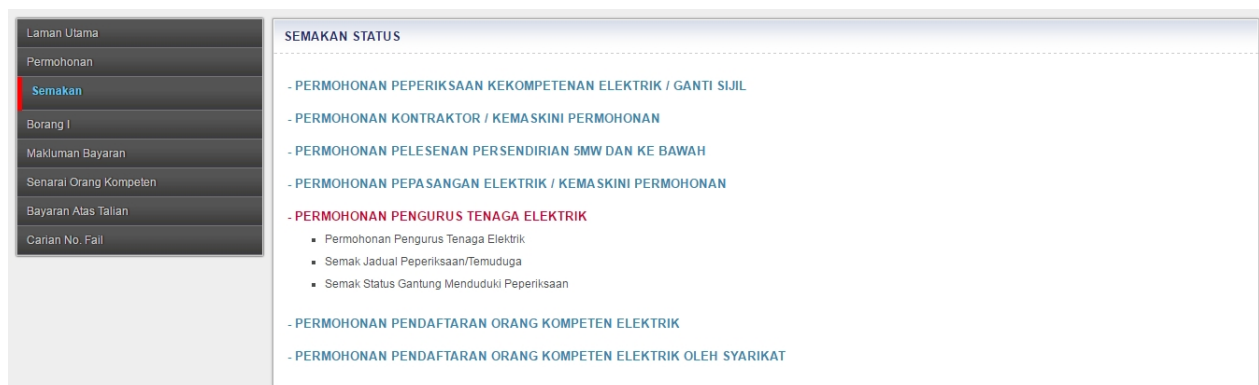 Laman Utama
Permohonan
Semakan
Borang I
Makluman Bayaran
Senarai Orang Kompeten
Bayaran Atas Talian
Carian No. Fail
SEMAKAN STATUS
- PERMOHONAN PEPERIKSAAN KEKOMPETENAN ELEKTRIK / GANTI SIJIL
- PERMOHONAN KONTRAKTOR / KEMASKINI PERMOHONAN
- PERMOHONAN PELESENAN PERSENDIRIAN 5MW DAN KE BAWAH
- PERMOHONAN PEPASANGAN ELEKTRIK / KEMASKINI PERMOHONAN
- PERMOHONAN PENGURUS TENAGA ELEKTRIK
▪ Permohonan Pengurus Tenaga Elektrik
▪ Semak Jadual Peperiksaan/Temuduga
▪ Semak Status Gantung Menduduki Peperiksaan
- PERMOHONAN PENDAFTARAN ORANG KOMPETEN ELEKTRIK
- PERMOHONAN PENDAFTARAN ORANG KOMPETEN ELEKTRIK OLEH SYARIKAT